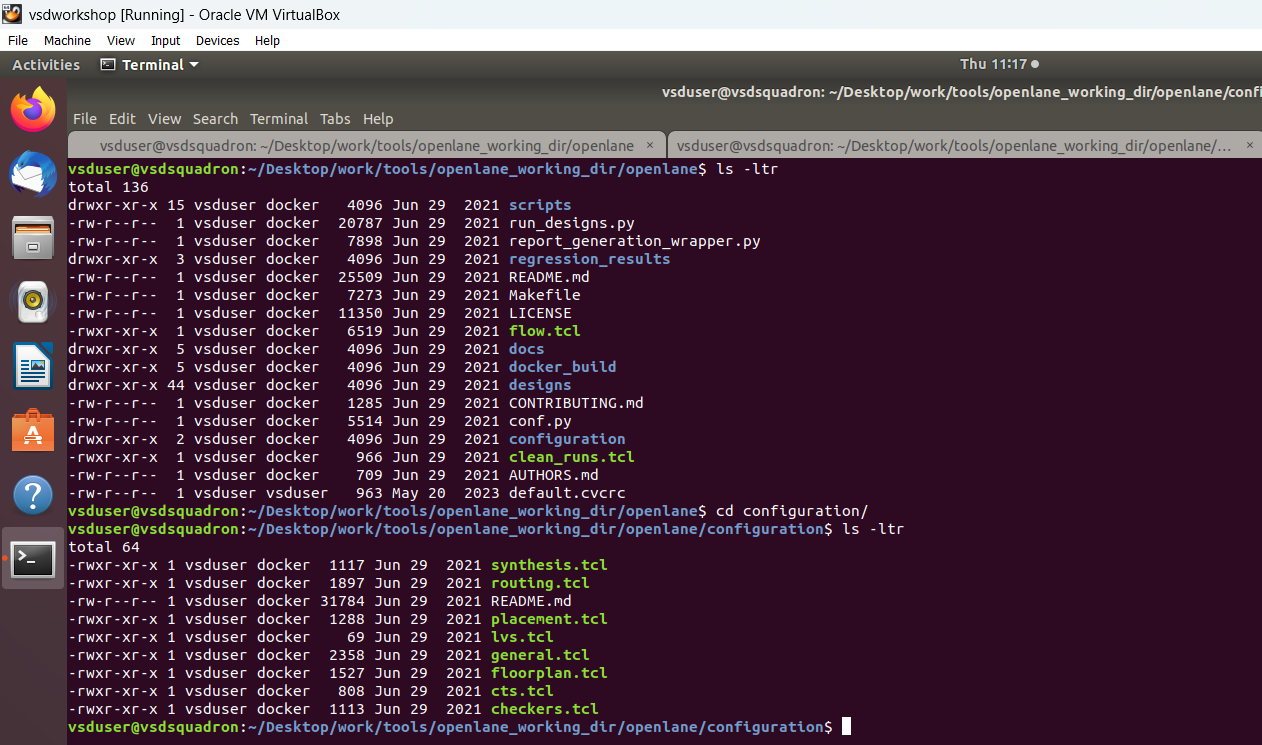 vsdworkshop [Running] - Oracle VM VirtualBox
File Machine View Input Devices Help
Activities Terminal Thu 11:17
vsduser@vsdsquadron: ~/Desktop/work/tools/openlane_working_dir/openlane/confi
File Edit View Search Terminal Tabs Help
vsduser@vsdsquadron: ~/Desktop/work/tools/openlane_working_dir/openlane × vsduser@vsdsquadron: ~/Desktop/work/tools/openlane_working_dir/openlane/... ×
vsduser@vsdsquadron:~/Desktop/work/tools/openlane_working_dir/openlane$ ls -ltr
total 136
drwxr-xr-x 15 vsduser docker   4096 Jun 29  2021 scripts
-rw-r--r--  1 vsduser docker  20787 Jun 29  2021 run_designs.py
-rw-r--r--  1 vsduser docker   7898 Jun 29  2021 report_generation_wrapper.py
drwxr-xr-x  3 vsduser docker   4096 Jun 29  2021 regression_results
-rw-r--r--  1 vsduser docker  25509 Jun 29  2021 README.md
-rw-r--r--  1 vsduser docker   7273 Jun 29  2021 Makefile
-rw-r--r--  1 vsduser docker  11350 Jun 29  2021 LICENSE
-rwxr-xr-x  1 vsduser docker   6519 Jun 29  2021 flow.tcl
drwxr-xr-x  5 vsduser docker   4096 Jun 29  2021 docs
drwxr-xr-x  5 vsduser docker   4096 Jun 29  2021 docker_build
drwxr-xr-x 44 vsduser docker   4096 Jun 29  2021 designs
-rw-r--r--  1 vsduser docker   1285 Jun 29  2021 CONTRIBUTING.md
-rw-r--r--  1 vsduser docker   5514 Jun 29  2021 conf.py
drwxr-xr-x  2 vsduser docker   4096 Jun 29  2021 configuration
-rwxr-xr-x  1 vsduser docker    966 Jun 29  2021 clean_runs.tcl
-rw-r--r--  1 vsduser docker    709 Jun 29  2021 AUTHORS.md
-rw-r--r--  1 vsduser vsduser   963 May 20  2023 default.cvcrc
vsduser@vsdsquadron:~/Desktop/work/tools/openlane_working_dir/openlane$ cd configuration/
vsduser@vsdsquadron:~/Desktop/work/tools/openlane_working_dir/openlane/configuration$ ls -ltr
total 64
-rwxr-xr-x 1 vsduser docker  1117 Jun 29  2021 synthesis.tcl
-rwxr-xr-x 1 vsduser docker  1897 Jun 29  2021 routing.tcl
-rw-r--r-- 1 vsduser docker 31784 Jun 29  2021 README.md
-rwxr-xr-x 1 vsduser docker  1288 Jun 29  2021 placement.tcl
-rwxr-xr-x 1 vsduser docker    69 Jun 29  2021 lvs.tcl
-rwxr-xr-x 1 vsduser docker  2358 Jun 29  2021 general.tcl
-rwxr-xr-x 1 vsduser docker  1527 Jun 29  2021 floorplan.tcl
-rwxr-xr-x 1 vsduser docker   808 Jun 29  2021 cts.tcl
-rwxr-xr-x 1 vsduser docker  1113 Jun 29  2021 checkers.tcl
vsduser@vsdsquadron:~/Desktop/work/tools/openlane_working_dir/openlane/configuration$